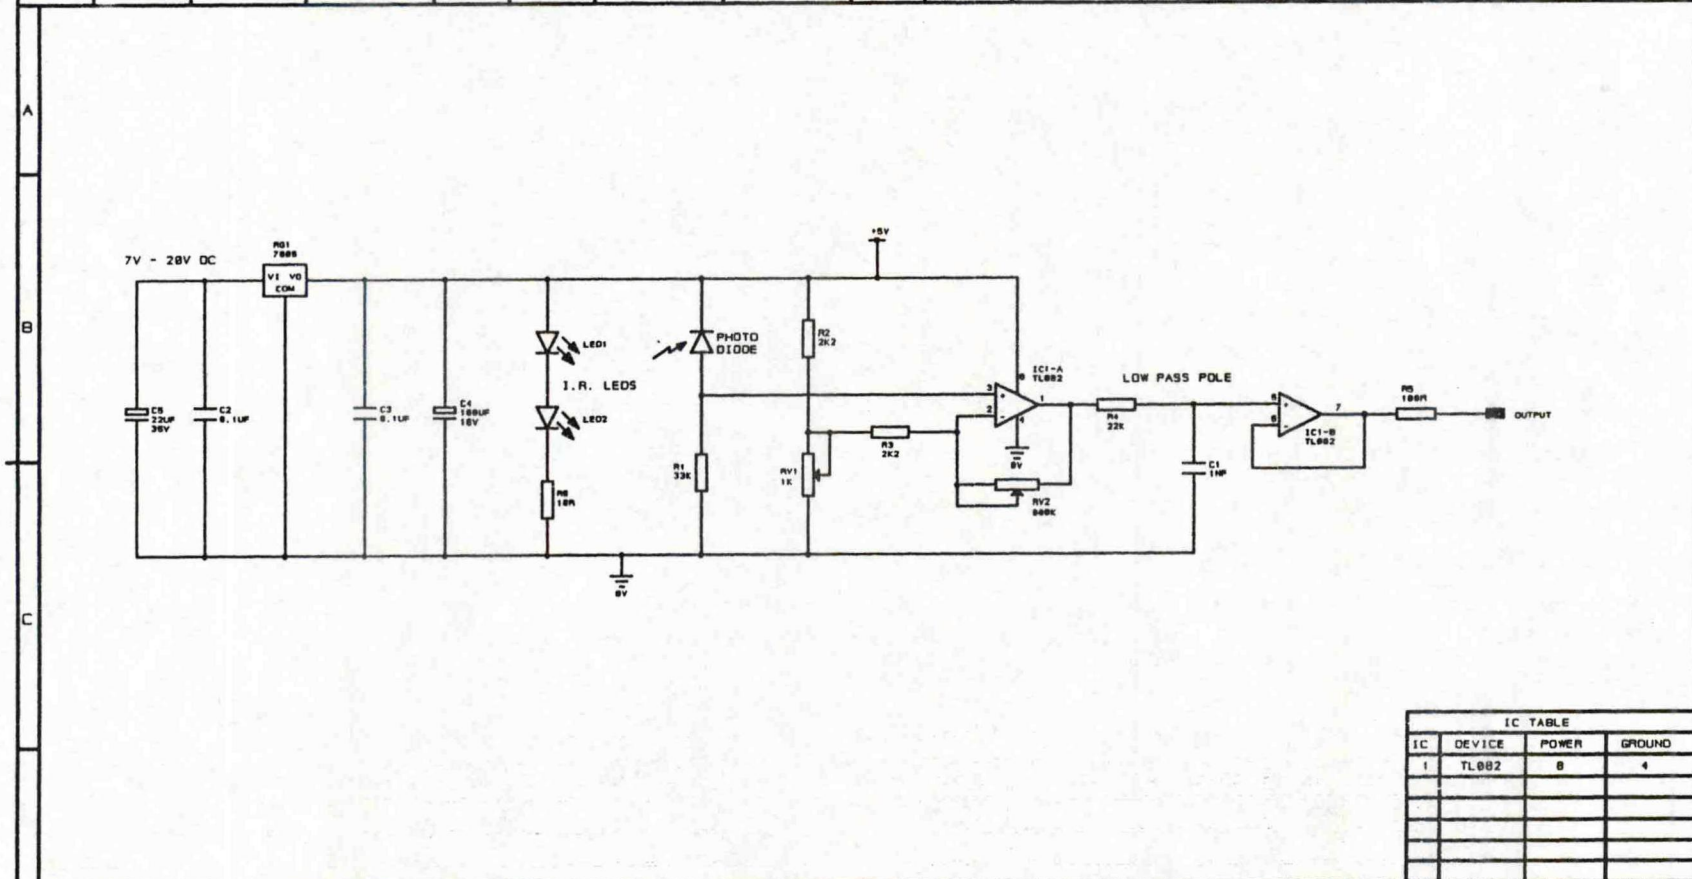 A
B
C
7V - 20V DC
RG1
7805
VI VO
COM
+5V
C5
22UF
35V
C2
0.1UF
C3
0.1UF
C4
100UF
16V
LED1
I.R. LEDS
LED2
R6
10R
0V
PHOTO
DIODE
R1
33K
R2
2K2
RV1
1K
R3
2K2
3
+
2
-
8
IC1-A
TL082
1
4
0V
RV2
LOW PASS POLE
R4
22K
C1
1NF
5
+
6
-
7
IC1-B
TL082
R5
100R
OUTPUT
IC TABLE
IC DEVICE POWER GROUND
1 TL082 8 4